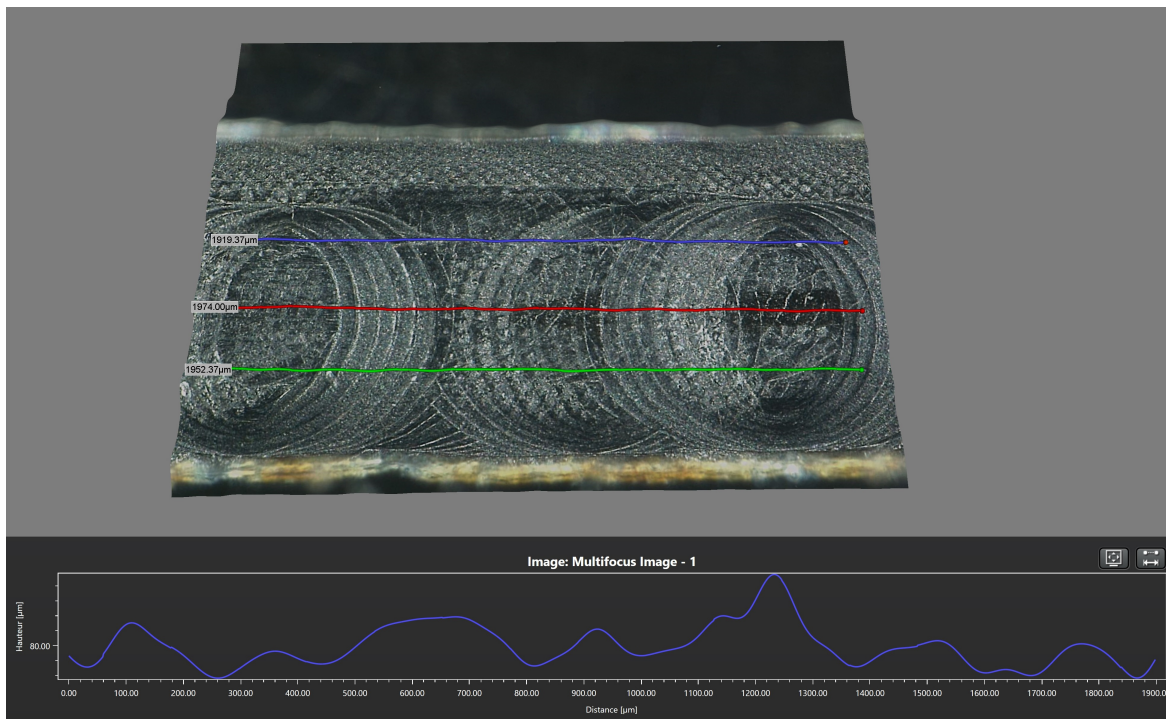 1919.37µm
1974.00µm
1952.37µm
Image: Multifocus Image - 1
Hauteur [µm]
80.00
0.00 100.00 200.00 300.00 400.00 500.00 600.00 700.00 800.00 900.00 1000.00 1100.00 1200.00 1300.00 1400.00 1500.00 1600.00 1700.00 1800.00 1900.0
Distance [µm]